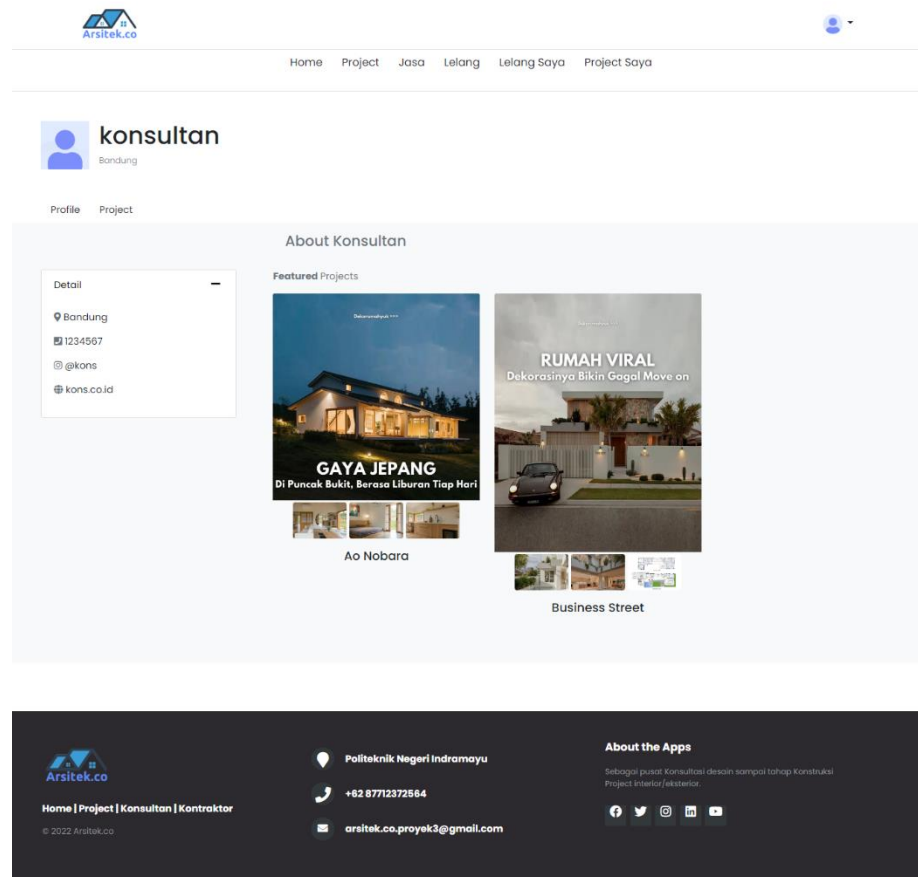 Arsitek.co
Home Project Jasa Lelang Lelang Saya Project Saya
konsultan
Bandung
Profile Project
About Konsultan
Detail
Bandung
1234567
@kons
kons.co.id
Featured Projects
GAYA JEPANG
Di Puncak Bukit, Berasa Liburan Tiap Hari
Ao Nobara
RUMAH VIRAL
Dekorasinya Bikin Gagal Move on
Business Street
Arsitek.co
Home | Project | Konsultan | Kontraktor
© 2022 Arsitek.co
Politeknik Negeri Indramayu
+62 87712372564
arsitek.co.proyek3@gmail.com
About the Apps
Sebagai pusat Konsultasi desain sampai tahap Konstruksi
Project interior/eksterior.